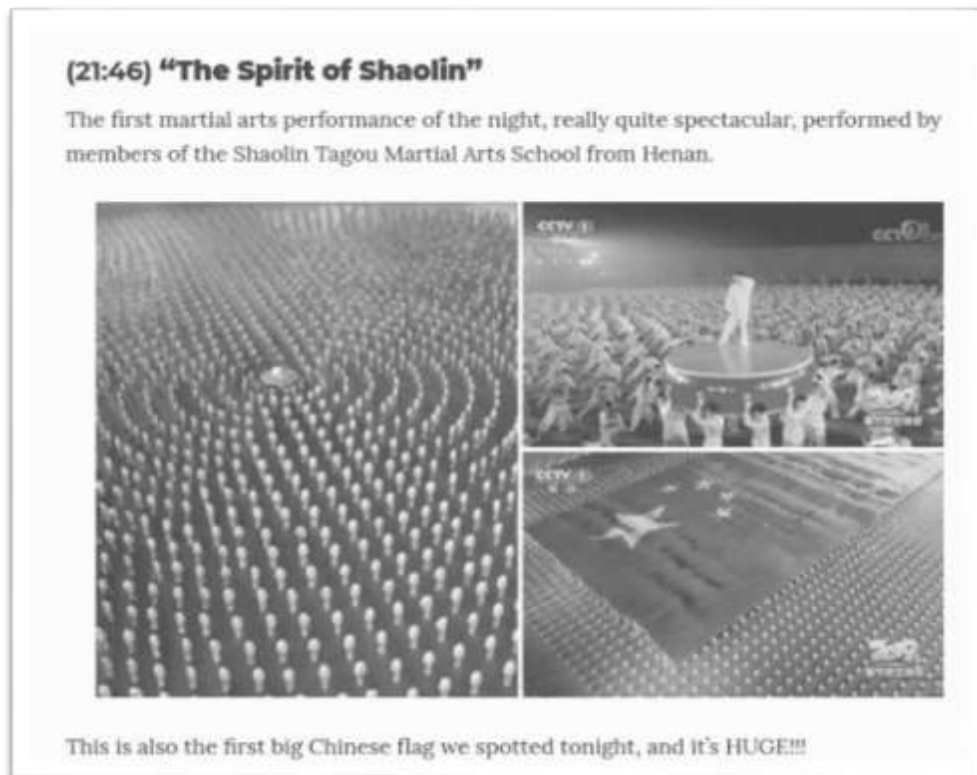 (21:46) “The Spirit of Shaolin”
The first martial arts performance of the night, really quite spectacular, performed by
members of the Shaolin Tagou Martial Arts School from Henan.
CCTV 1
CCTV
CCTV 1
This is also the first big Chinese flag we spotted tonight, and it’s HUGE!!!